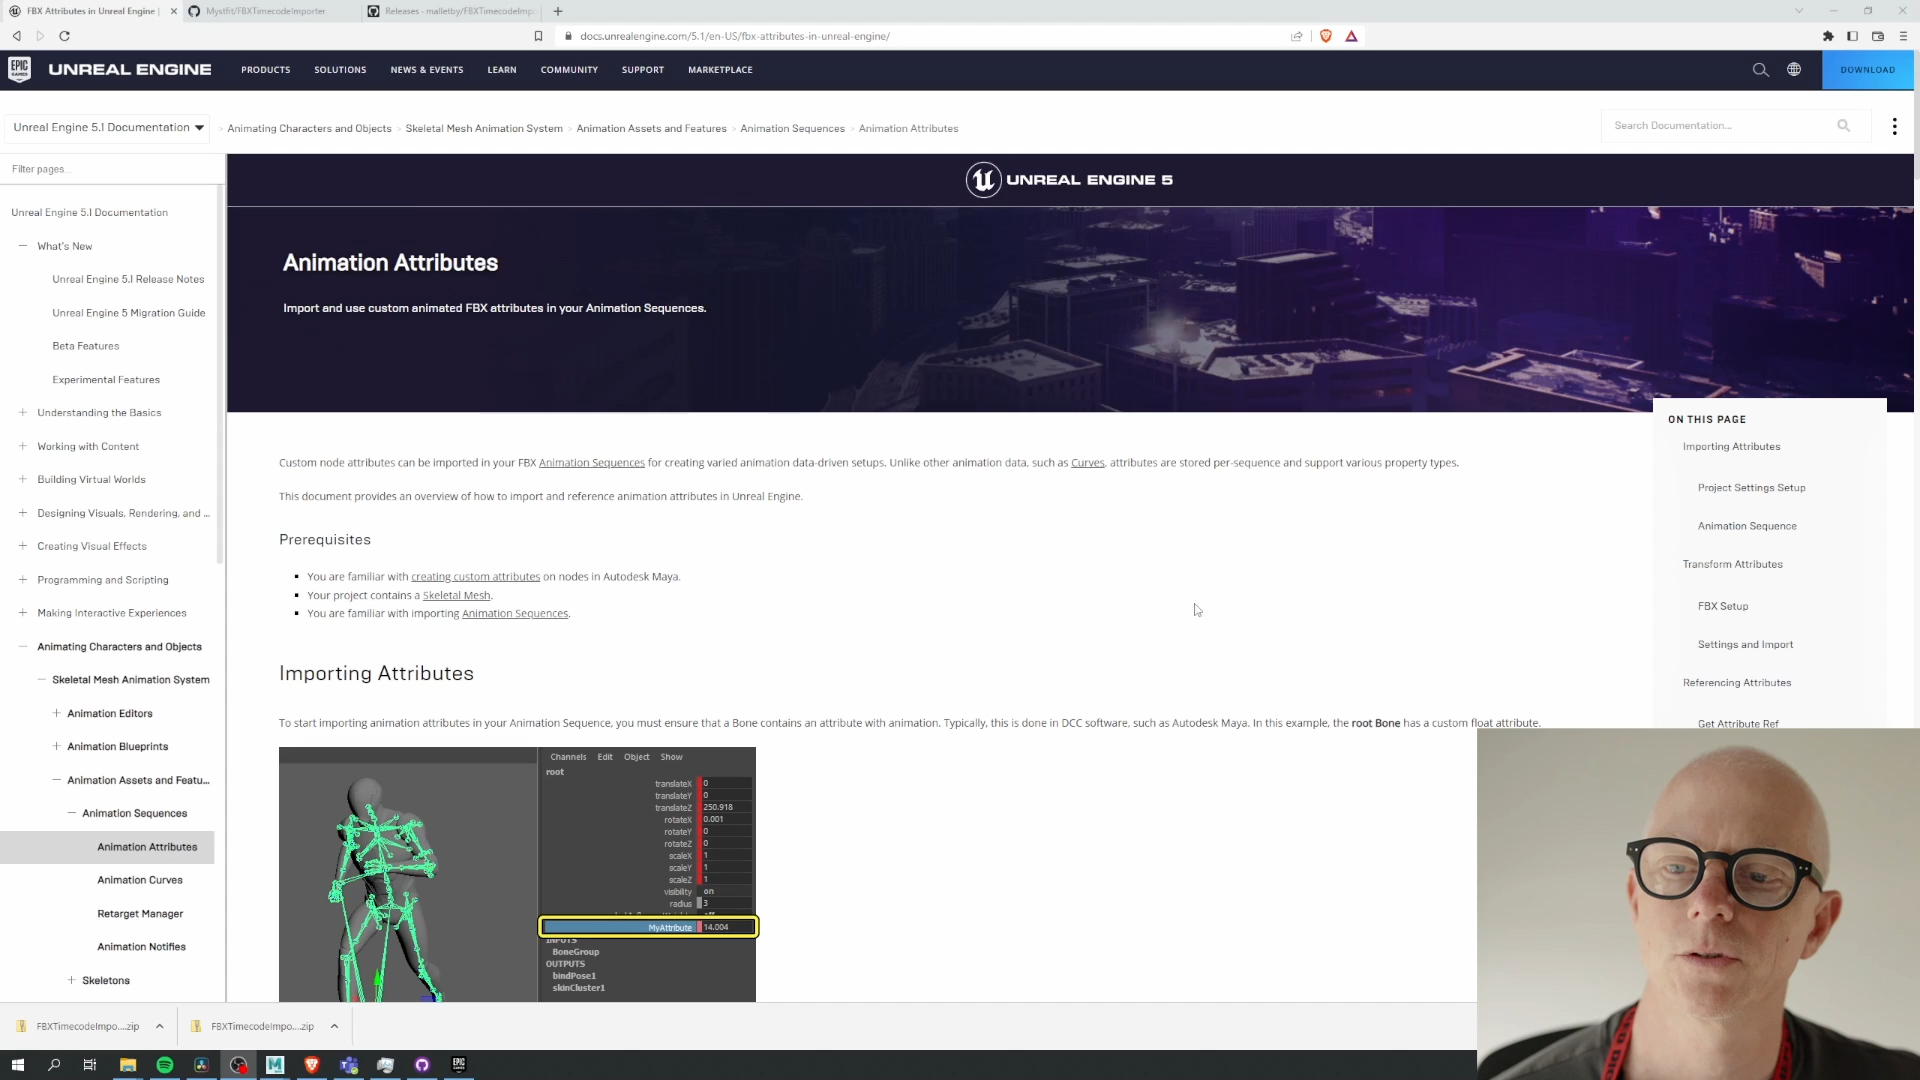 FBX Attributes in Unreal Engine |
Mystfit/FBXTimecodeImporter
Releases - malletby/FBXTimecodeImp
docs.unrealengine.com/5.1/en-US/fbx-attributes-in-unreal-engine/
EPIC GAMES
UNREAL ENGINE
PRODUCTS
SOLUTIONS
NEWS & EVENTS
LEARN
COMMUNITY
SUPPORT
MARKETPLACE
DOWNLOAD
Unreal Engine 5.1 Documentation
Animating Characters and Objects > Skeletal Mesh Animation System > Animation Assets and Features > Animation Sequences > Animation Attributes
Search Documentation...
Filter pages...
Unreal Engine 5.1 Documentation
What's New
Unreal Engine 5.1 Release Notes
Unreal Engine 5 Migration Guide
Beta Features
Experimental Features
Understanding the Basics
Working with Content
Building Virtual Worlds
Designing Visuals, Rendering, and ...
Creating Visual Effects
Programming and Scripting
Making Interactive Experiences
Animating Characters and Objects
Skeletal Mesh Animation System
Animation Editors
Animation Blueprints
Animation Assets and Featu...
Animation Sequences
Animation Attributes
Animation Curves
Retarget Manager
Animation Notifies
Skeletons
UNREAL ENGINE 5
Animation Attributes
Import and use custom animated FBX attributes in your Animation Sequences.
Custom node attributes can be imported in your FBX Animation Sequences for creating varied animation data-driven setups. Unlike other animation data, such as Curves, attributes are stored per-sequence and support various property types.
This document provides an overview of how to import and reference animation attributes in Unreal Engine.
Prerequisites
You are familiar with creating custom attributes on nodes in Autodesk Maya.
Your project contains a Skeletal Mesh.
You are familiar with importing Animation Sequences.
Importing Attributes
To start importing animation attributes in your Animation Sequence, you must ensure that a Bone contains an attribute with animation. Typically, this is done in DCC software, such as Autodesk Maya. In this example, the root Bone has a custom float attribute.
Channels Edit Object Show
root
translateX 0
translateY 0
translateZ 250.918
rotateX 0.001
rotateY 0
rotateZ 0
scaleX 1
scaleY 1
scaleZ 1
visibility on
radius 3
MyAttribute 14.004
INPUTS
BoneGroup
OUTPUTS
bindPose1
skinCluster1
ON THIS PAGE
Importing Attributes
Project Settings Setup
Animation Sequence
Transform Attributes
FBX Setup
Settings and Import
Referencing Attributes
Get Attribute Ref
FBXTimecodeImpo....zip
FBXTimecodeImpo....zip